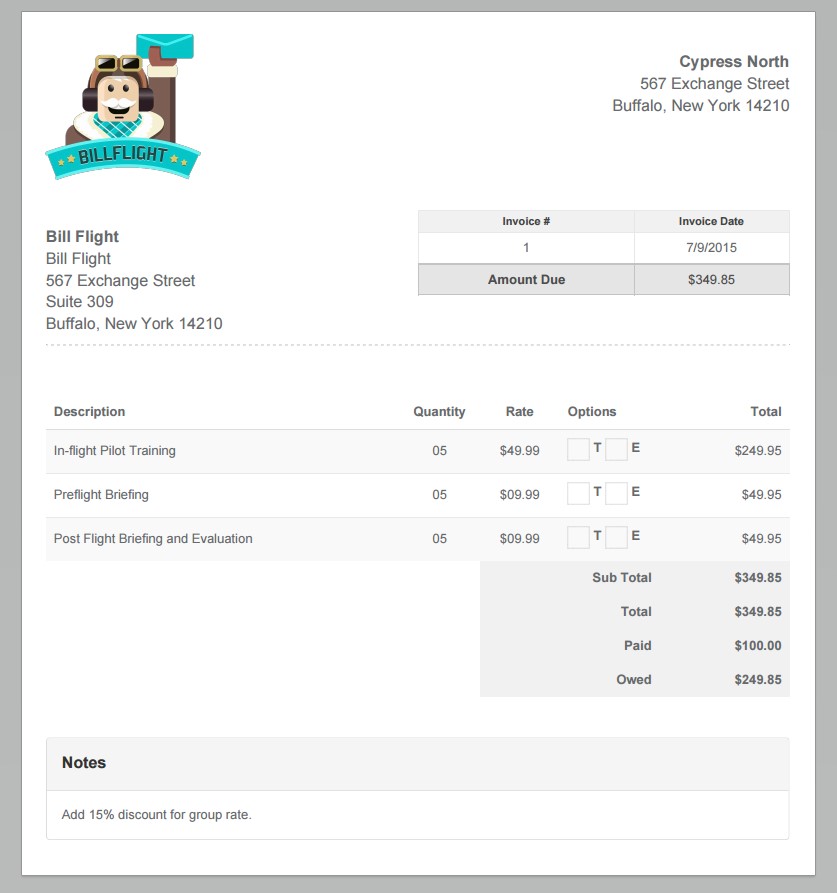 BILLFLIGHT
Cypress North
567 Exchange Street
Buffalo, New York 14210
Bill Flight
Bill Flight
567 Exchange Street
Suite 309
Buffalo, New York 14210
Invoice # Invoice Date
1 7/9/2015
Amount Due $349.85
Description Quantity Rate Options Total
In-flight Pilot Training 05 $49.99 T E $249.95
Preflight Briefing 05 $09.99 T E $49.95
Post Flight Briefing and Evaluation 05 $09.99 T E $49.95
Sub Total $349.85
Total $349.85
Paid $100.00
Owed $249.85
Notes
Add 15% discount for group rate.